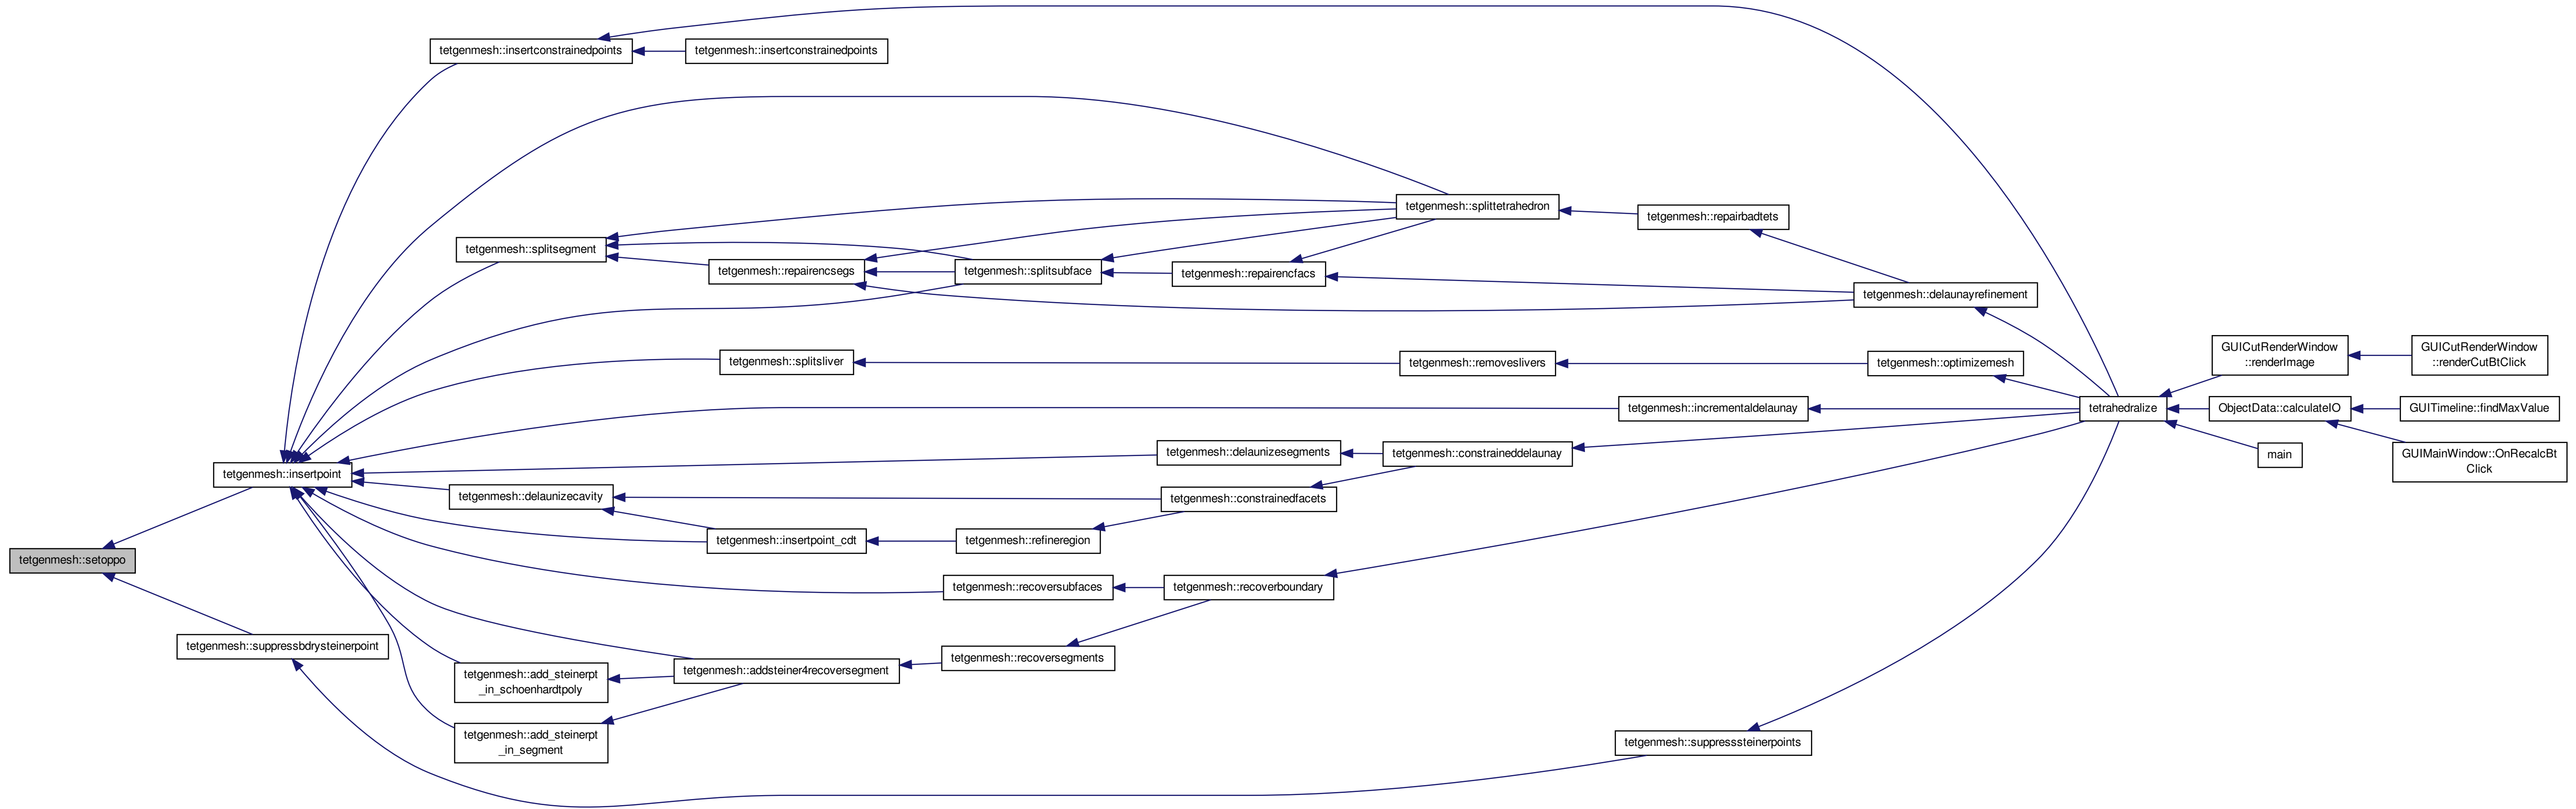 tetgenmesh::insertconstrainedpoints
tetgenmesh::insertconstrainedpoints
tetgenmesh::splittetrahedron
tetgenmesh::repairbadtets
tetgenmesh::splitsegment
tetgenmesh::repairencsegs
tetgenmesh::splitsubface
tetgenmesh::repairencfacs
tetgenmesh::delaunayrefinement
tetgenmesh::splitsliver
tetgenmesh::removeslivers
tetgenmesh::optimizemesh
GUICutRenderWindow
::renderImage
GUICutRenderWindow
::renderCutBtClick
tetgenmesh::incrementaldelaunay
tetrahedralize
ObjectData::calculateIO
GUITimeline::findMaxValue
tetgenmesh::delaunizesegments
tetgenmesh::constraineddelaunay
main
GUIMainWindow::OnRecalcBt
Click
tetgenmesh::insertpoint
tetgenmesh::delaunizecavity
tetgenmesh::constrainedfacets
tetgenmesh::insertpoint_cdt
tetgenmesh::refineregion
tetgenmesh::setoppo
tetgenmesh::recoversubfaces
tetgenmesh::recoverboundary
tetgenmesh::suppressbdrysteinerpoint
tetgenmesh::add_steinerpt
_in_schoenhardtpoly
tetgenmesh::addsteiner4recoversegment
tetgenmesh::recoversegments
tetgenmesh::add_steinerpt
_in_segment
tetgenmesh::suppresssteinerpoints